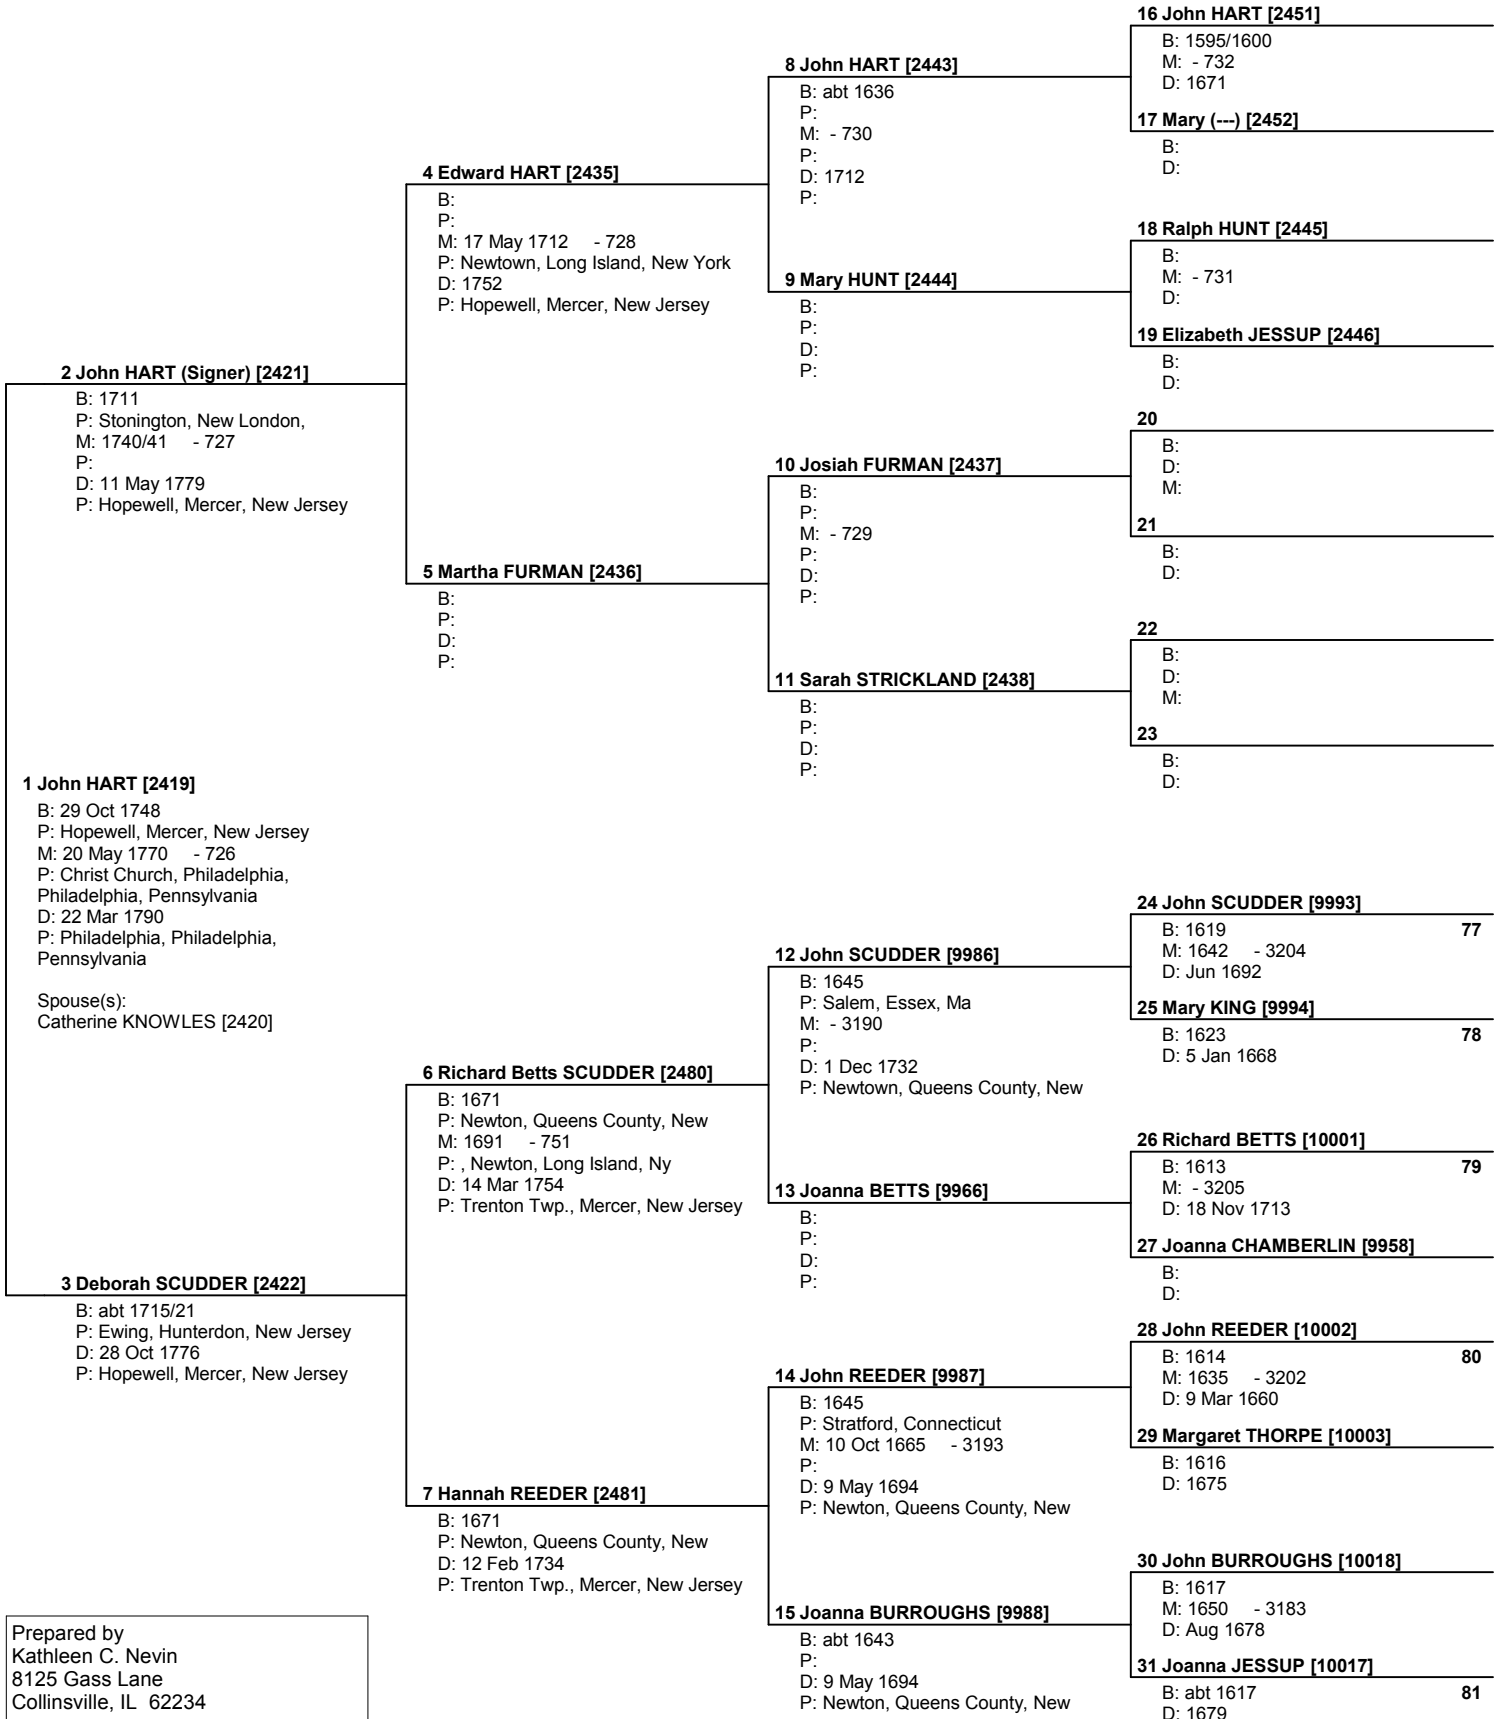 16 John HART [2451]
B: 1595/1600
M: - 732
D: 1671
8 John HART [2443]
B: abt 1636
P:
M: - 730
P:
D: 1712
P:
17 Mary (---) [2452]
B:
D:
4 Edward HART [2435]
B:
P:
M: 17 May 1712 - 728
P: Newtown, Long Island, New York
D: 1752
P: Hopewell, Mercer, New Jersey
18 Ralph HUNT [2445]
B:
M: - 731
D:
9 Mary HUNT [2444]
B:
P:
D:
P:
19 Elizabeth JESSUP [2446]
B:
D:
2 John HART (Signer) [2421]
B: 1711
P: Stonington, New London,
M: 1740/41 - 727
P:
D: 11 May 1779
P: Hopewell, Mercer, New Jersey
20
B:
D:
M:
10 Josiah FURMAN [2437]
B:
P:
M: - 729
P:
D:
P:
21
B:
D:
5 Martha FURMAN [2436]
B:
P:
D:
P:
22
B:
D:
M:
11 Sarah STRICKLAND [2438]
B:
P:
D:
P:
23
B:
D:
1 John HART [2419]
B: 29 Oct 1748
P: Hopewell, Mercer, New Jersey
M: 20 May 1770 - 726
P: Christ Church, Philadelphia,
Philadelphia, Pennsylvania
D: 22 Mar 1790
P: Philadelphia, Philadelphia,
Pennsylvania
Spouse(s):
Catherine KNOWLES [2420]
24 John SCUDDER [9993]
B: 1619 77
M: 1642 - 3204
D: Jun 1692
12 John SCUDDER [9986]
B: 1645
P: Salem, Essex, Ma
M: - 3190
P:
D: 1 Dec 1732
P: Newtown, Queens County, New
25 Mary KING [9994]
B: 1623 78
D: 5 Jan 1668
6 Richard Betts SCUDDER [2480]
B: 1671
P: Newton, Queens County, New
M: 1691 - 751
P: , Newton, Long Island, Ny
D: 14 Mar 1754
P: Trenton Twp., Mercer, New Jersey
26 Richard BETTS [10001]
B: 1613 79
M: - 3205
D: 18 Nov 1713
13 Joanna BETTS [9966]
B:
P:
D:
P:
27 Joanna CHAMBERLIN [9958]
B:
D:
3 Deborah SCUDDER [2422]
B: abt 1715/21
P: Ewing, Hunterdon, New Jersey
D: 28 Oct 1776
P: Hopewell, Mercer, New Jersey
28 John REEDER [10002]
B: 1614 80
M: 1635 - 3202
D: 9 Mar 1660
14 John REEDER [9987]
B: 1645
P: Stratford, Connecticut
M: 10 Oct 1665 - 3193
P:
D: 9 May 1694
P: Newton, Queens County, New
29 Margaret THORPE [10003]
B: 1616
D: 1675
7 Hannah REEDER [2481]
B: 1671
P: Newton, Queens County, New
D: 12 Feb 1734
P: Trenton Twp., Mercer, New Jersey
30 John BURROUGHS [10018]
B: 1617
M: 1650 - 3183
D: Aug 1678
15 Joanna BURROUGHS [9988]
B: abt 1643
P:
D: 9 May 1694
P: Newton, Queens County, New
31 Joanna JESSUP [10017]
B: abt 1617 81
D: 1679
Prepared by
Kathleen C. Nevin
8125 Gass Lane
Collinsville, IL 62234